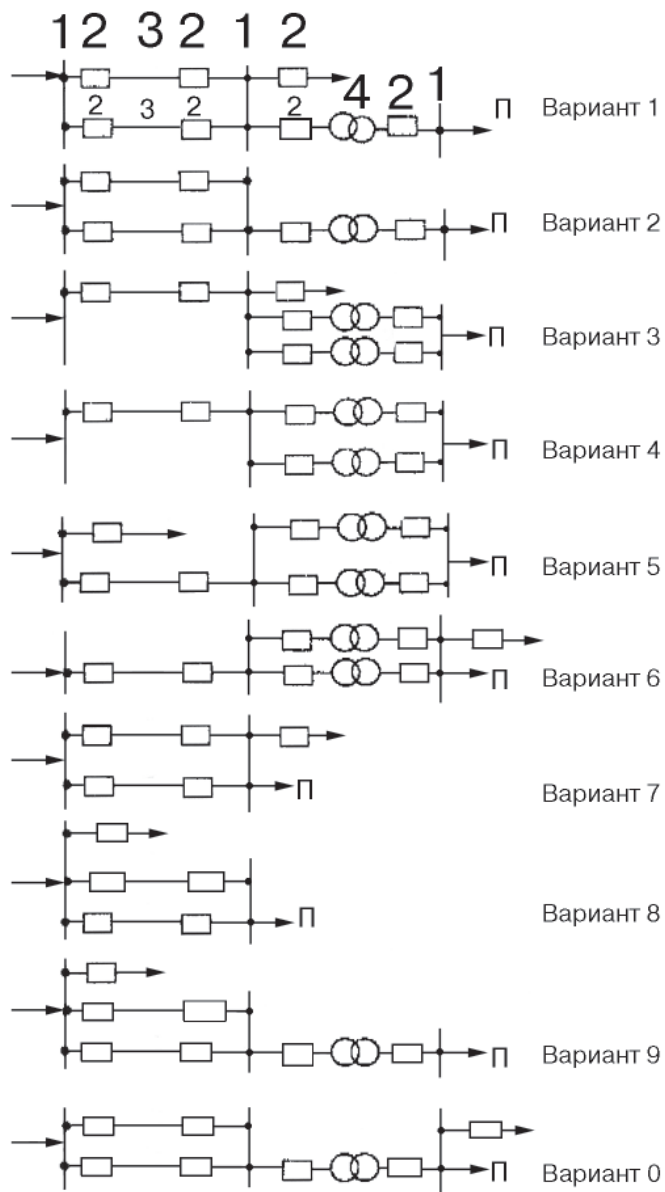 1 2 3 2 1 2
4 2 1
2 3 2 2
П Вариант 1
П Вариант 2
П Вариант 3
П Вариант 4
П Вариант 5
П Вариант 6
П
Вариант 7
П Вариант 8
П Вариант 9
П Вариант 0